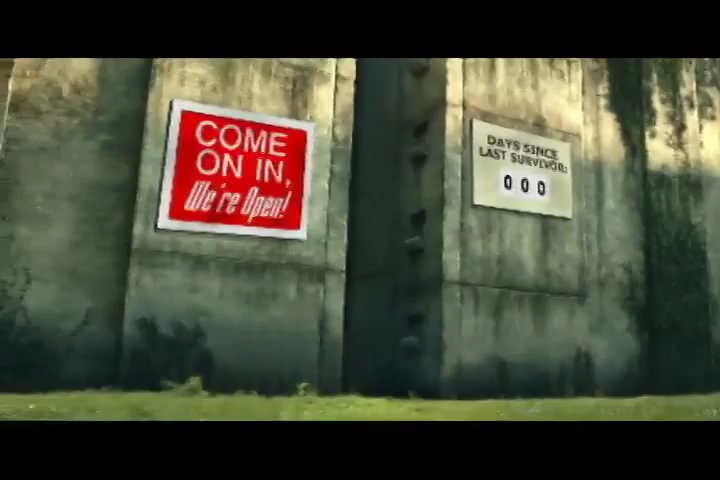 COME
ON IN,
We're Open!
DAYS SINCE
LAST SURVIVOR:
000